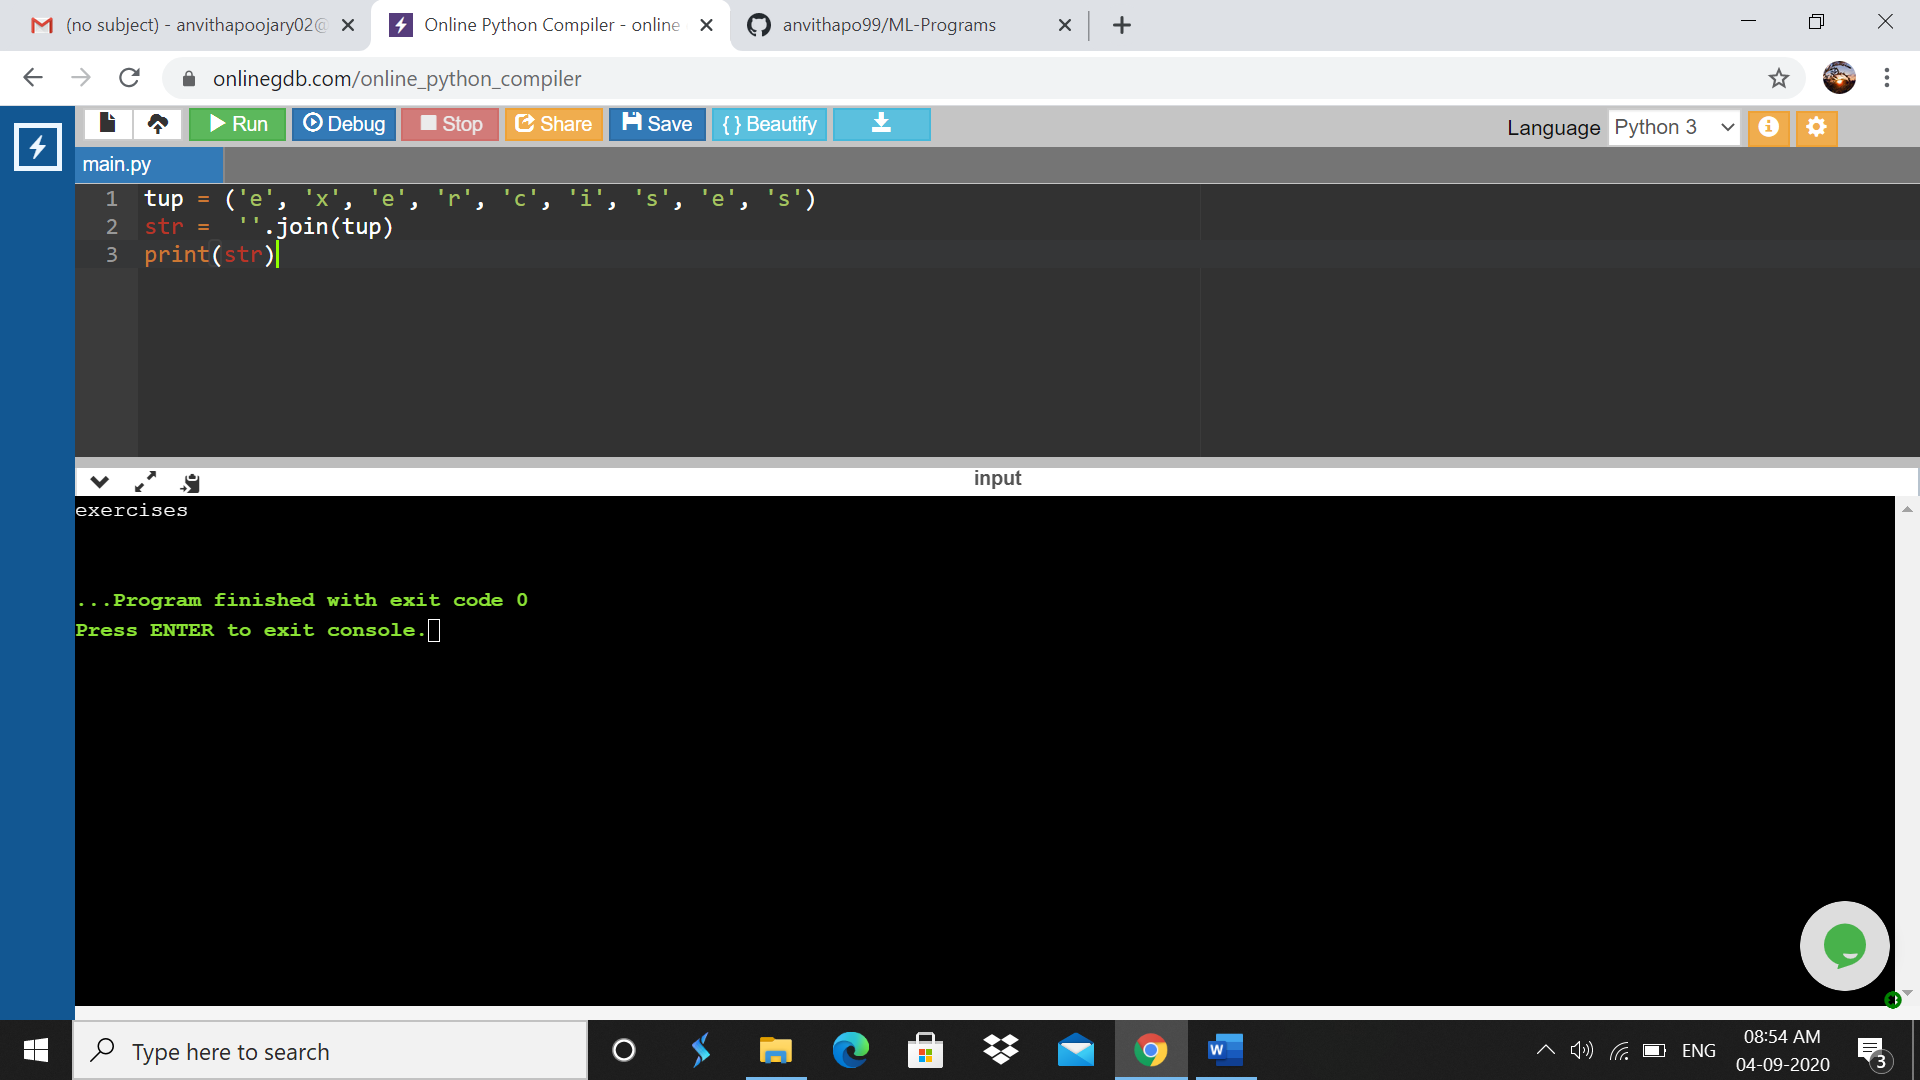 (no subject) - anvithapoojary02@
Online Python Compiler - online
anvithapo99/ML-Programs
onlinegdb.com/online_python_compiler
Run
Debug
Stop
Share
Save
{ } Beautify
Language
Python 3
main.py
1 tup = ('e', 'x', 'e', 'r', 'c', 'i', 's', 'e', 's')
2 str =  ''.join(tup)
3 print(str)
input
exercises
...Program finished with exit code 0
Press ENTER to exit console.
Type here to search
ENG
08:54 AM
04-09-2020
3